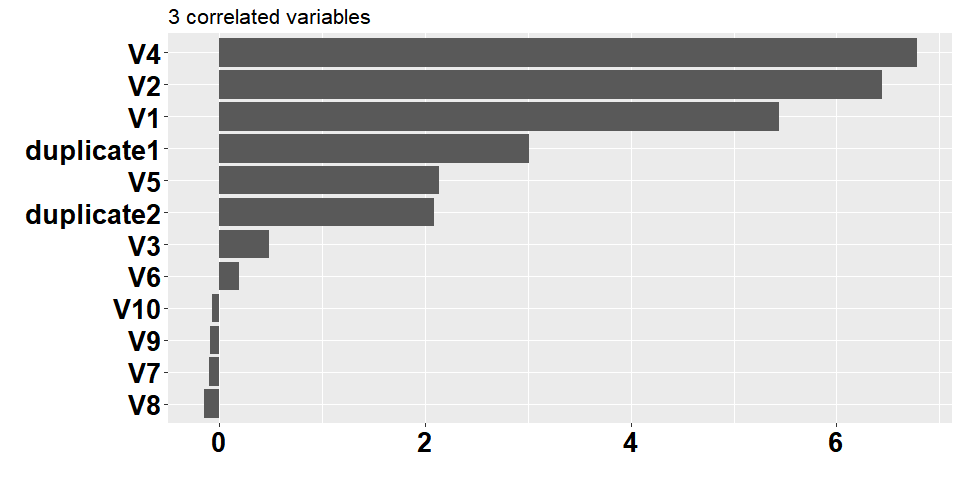 3 correlated variables
V4
V2
V1
duplicate1
V5
duplicate2
V3
V6
V10
V9
V7
V8
0 2 4 6